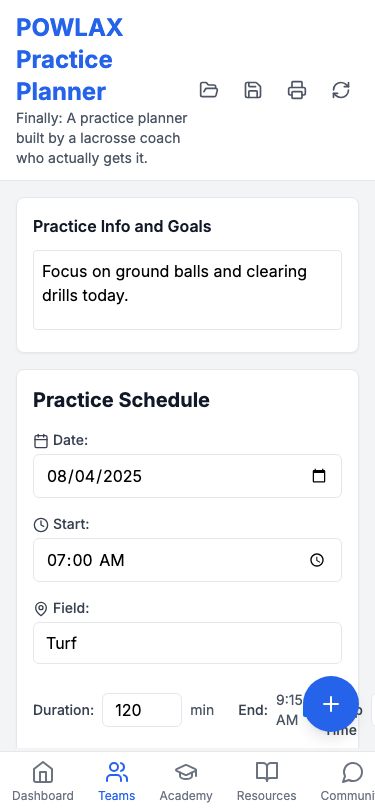 POWLAX
Practice
Planner
Finally: A practice planner
built by a lacrosse coach
who actually gets it.
Practice Info and Goals
Focus on ground balls and clearing
drills today.
Practice Schedule
Date:
08/04/2025
Start:
07:00 AM
Field:
Turf
Duration: 120 min End: 9:15
AM
Time
Dashboard Teams Academy Resources Communi